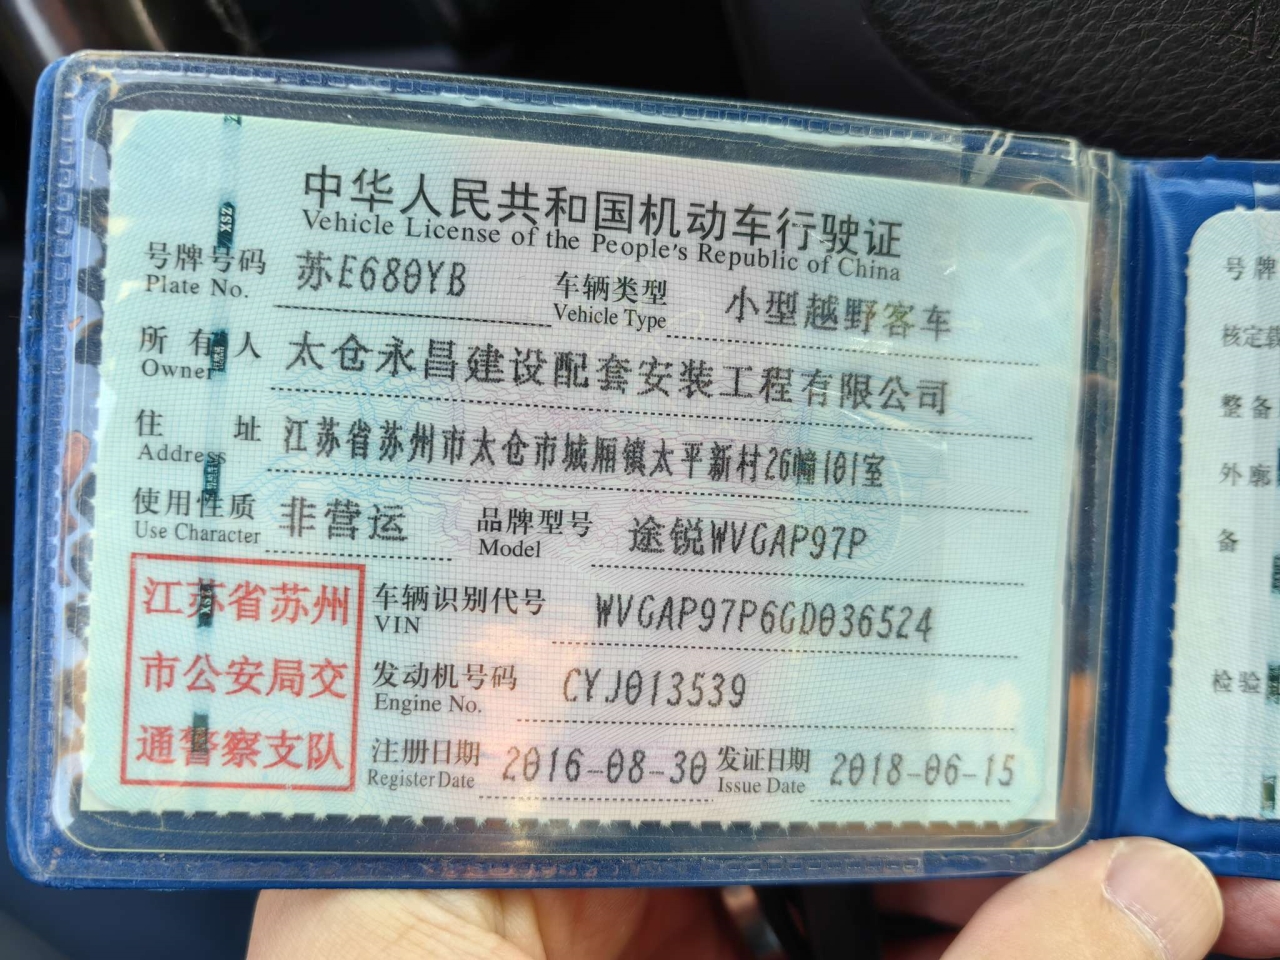 中华人民共和国机动车行驶证
Vehicle License of the People's Republic of China
号牌号码 苏E680YB 车辆类型 小型越野客车
Plate No. Vehicle Type
所有人 太仓永昌建设配套安装工程有限公司
Owner
住址 江苏省苏州市太仓市城厢镇太平新村26幢101室
Address
使用性质 非营运 品牌型号 途锐WVGAP97P
Use Character Model
江苏省苏州
市公安局交
通警察支队
车辆识别代号 WVGAP97P6GD036524
VIN
发动机号码 CYJ013539
Engine No.
注册日期 2016-08-30 发证日期 2018-06-15
Register Date Issue Date
号牌
核定载
整备
外廓
备
检验
XSZ